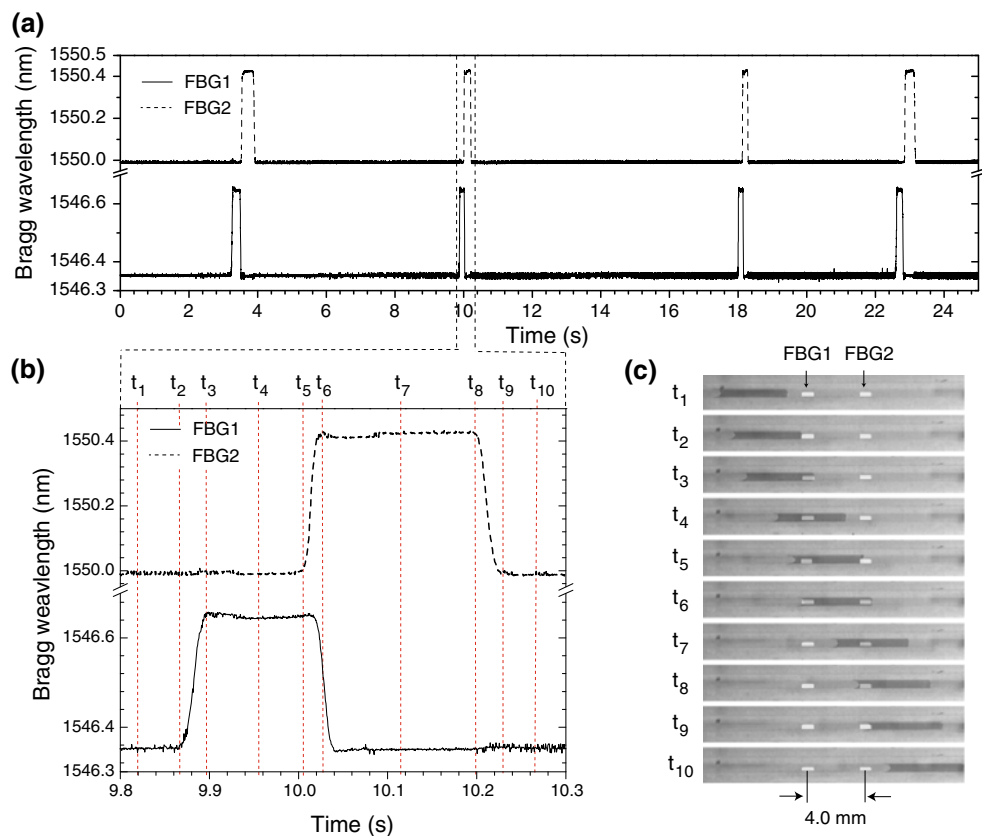 (a)
Bragg wavelength (nm)
1550.5
1550.4
1550.2
1550.0
1546.6
1546.4
1546.3
FBG1
FBG2
0 2 4 6 8 10 12 14 16 18 20 22 24
Time (s)
(b)
t1 t2 t3 t4 t5 t6 t7 t8 t9 t10
Bragg weavlength (nm)
1550.4
1550.2
1550.0
1546.6
1546.4
1546.3
FBG1
FBG2
9.8 9.9 10.0 10.1 10.2 10.3
Time (s)
(c)
FBG1 FBG2
t1
t2
t3
t4
t5
t6
t7
t8
t9
t10
4.0 mm